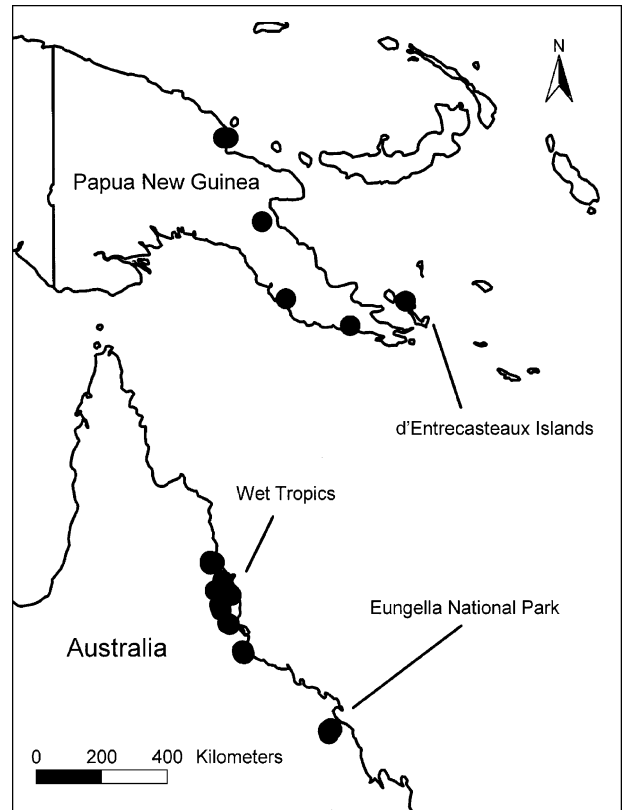 N
Papua New Guinea
d'Entrecasteaux Islands
Wet Tropics
Eungella National Park
Australia
0 200 400 Kilometers